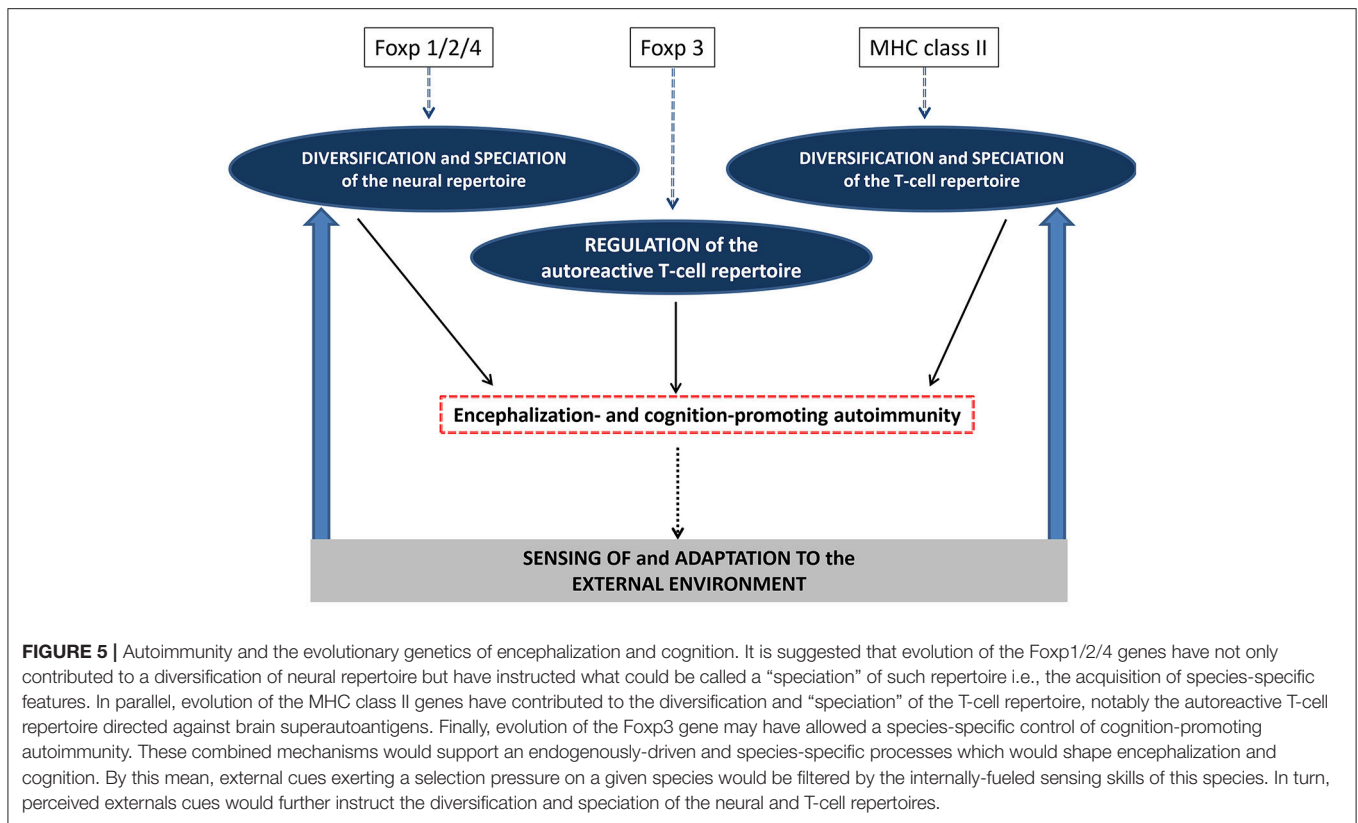 Foxp 1/2/4
Foxp 3
MHC class II
DIVERSIFICATION and SPECIATION
of the neural repertoire
DIVERSIFICATION and SPECIATION
of the T-cell repertoire
REGULATION of the
autoreactive T-cell repertoire
Encephalization- and cognition-promoting autoimmunity
SENSING OF and ADAPTATION TO the
EXTERNAL ENVIRONMENT
FIGURE 5 | Autoimmunity and the evolutionary genetics of encephalization and cognition. It is suggested that evolution of the Foxp1/2/4 genes have not only
contributed to a diversification of neural repertoire but have instructed what could be called a “speciation” of such repertoire i.e., the acquisition of species-specific
features. In parallel, evolution of the MHC class II genes have contributed to the diversification and “speciation” of the T-cell repertoire, notably the autoreactive T-cell
repertoire directed against brain superautoantigens. Finally, evolution of the Foxp3 gene may have allowed a species-specific control of cognition-promoting
autoimmunity. These combined mechanisms would support an endogenously-driven and species-specific processes which would shape encephalization and
cognition. By this mean, external cues exerting a selection pressure on a given species would be filtered by the internally-fueled sensing skills of this species. In turn,
perceived externals cues would further instruct the diversification and speciation of the neural and T-cell repertoires.